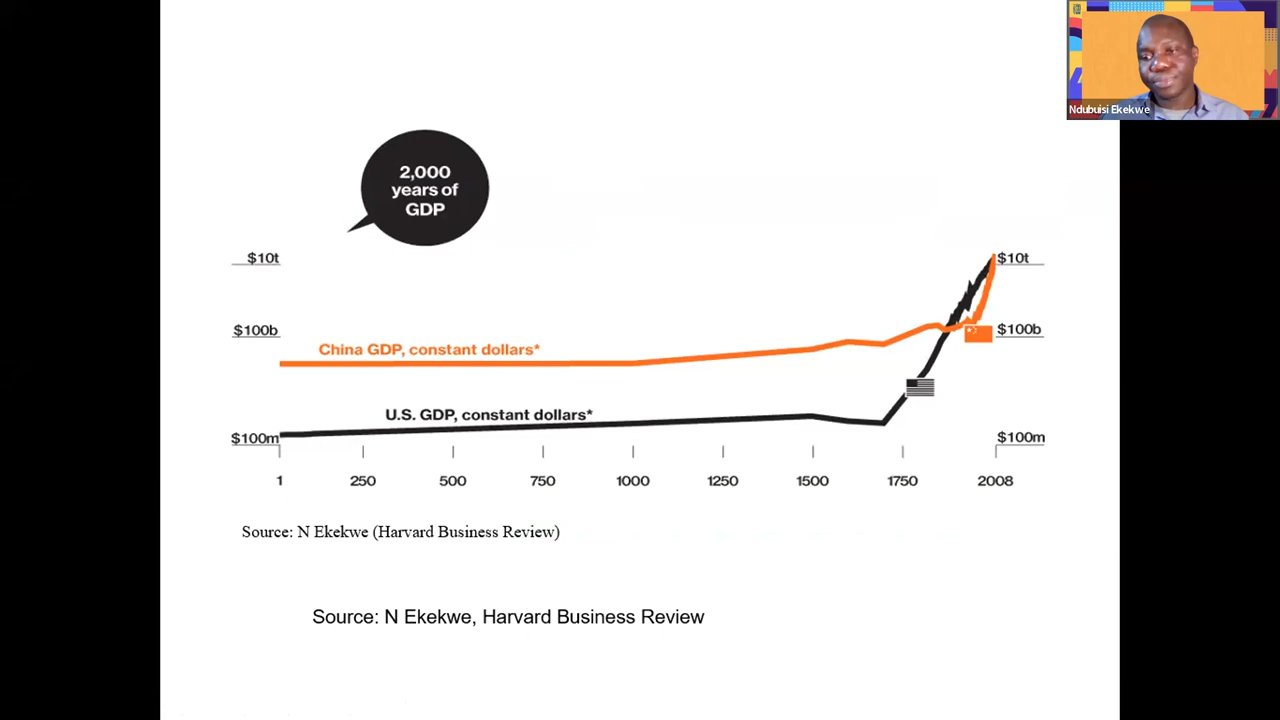 Ndubuisi Ekekwe
2,000
years of
GDP
$10t
$10t
$100b
$100b
China GDP, constant dollars*
U.S. GDP, constant dollars*
$100m
$100m
1 250 500 750 1000 1250 1500 1750 2008
Source: N Ekekwe (Harvard Business Review)
Source: N Ekekwe, Harvard Business Review